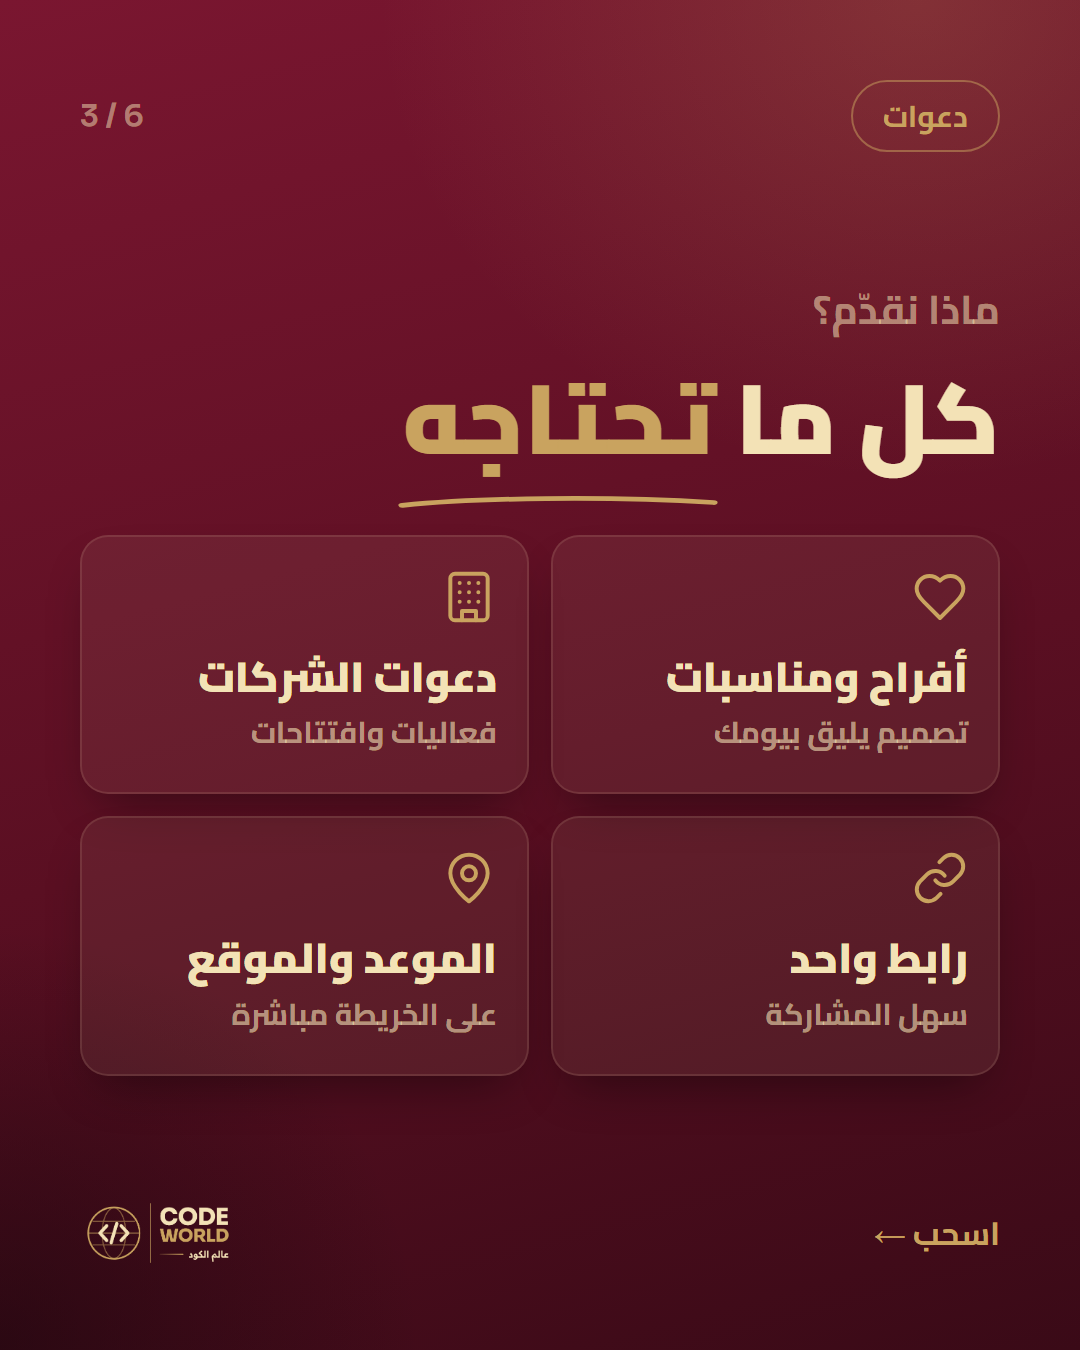 دعوات
3 / 6
ماذا نقدّم؟
كل ما تحتاجه
أفراح ومناسبات
تصميم يليق بيومك
دعوات الشركات
فعاليات وافتتاحات
رابط واحد
سهل المشاركة
الموعد والموقع
على الخريطة مباشرة
اسحب ←
</>
CODE
WORLD
عالم الكود